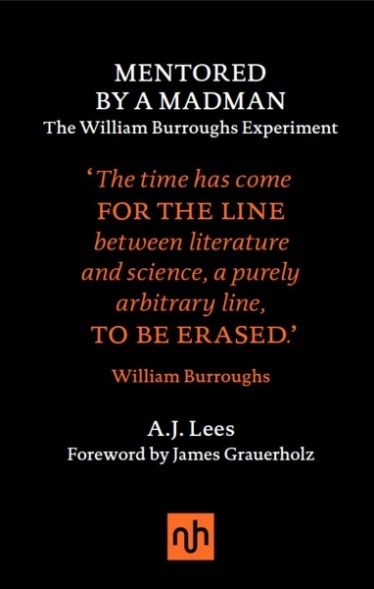 MENTORED
BY A MADMAN
The William Burroughs Experiment
‘The time has come
FOR THE LINE
between literature
and science, a purely
arbitrary line,
TO BE ERASED.’
William Burroughs
A.J. Lees
Foreword by James Grauerholz
nh